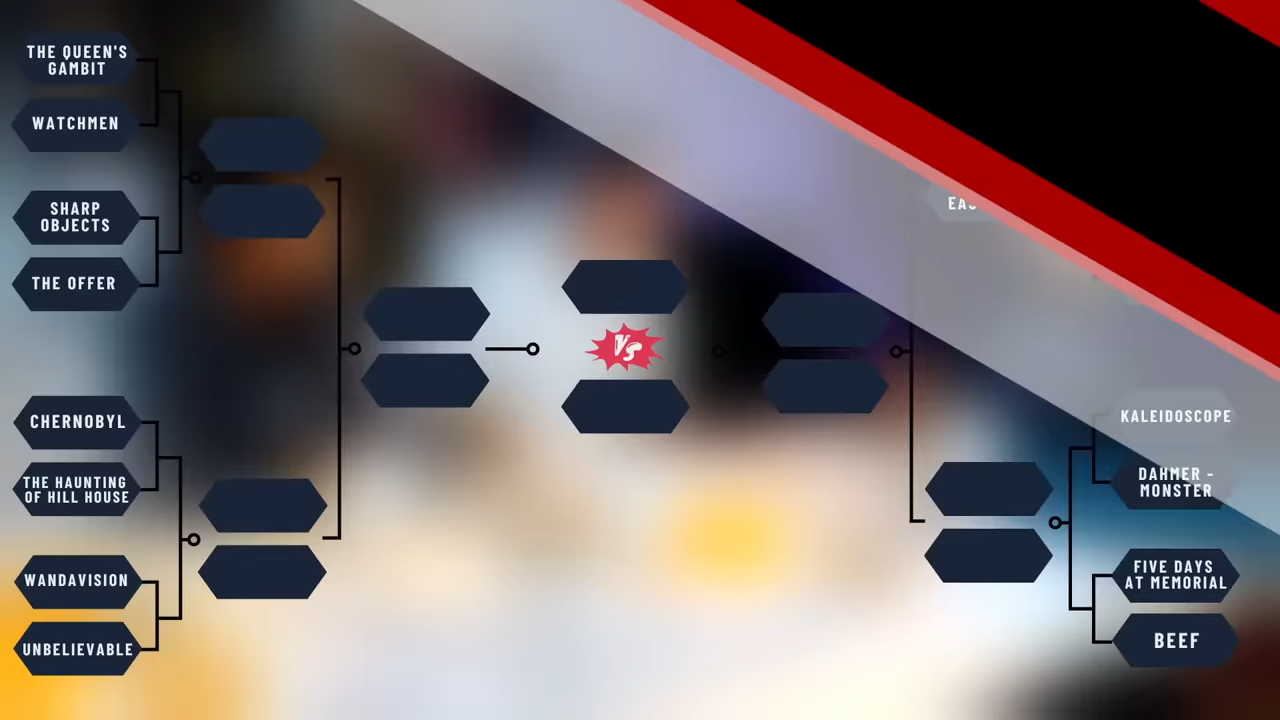 THE QUEEN'S
GAMBIT
WATCHMEN
SHARP
OBJECTS
THE OFFER
CHERNOBYL
THE HAUNTING
OF HILL HOUSE
WANDAVISION
UNBELIEVABLE
VS
KALEIDOSCOPE
DAHMER -
MONSTER
FIVE DAYS
AT MEMORIAL
BEEF